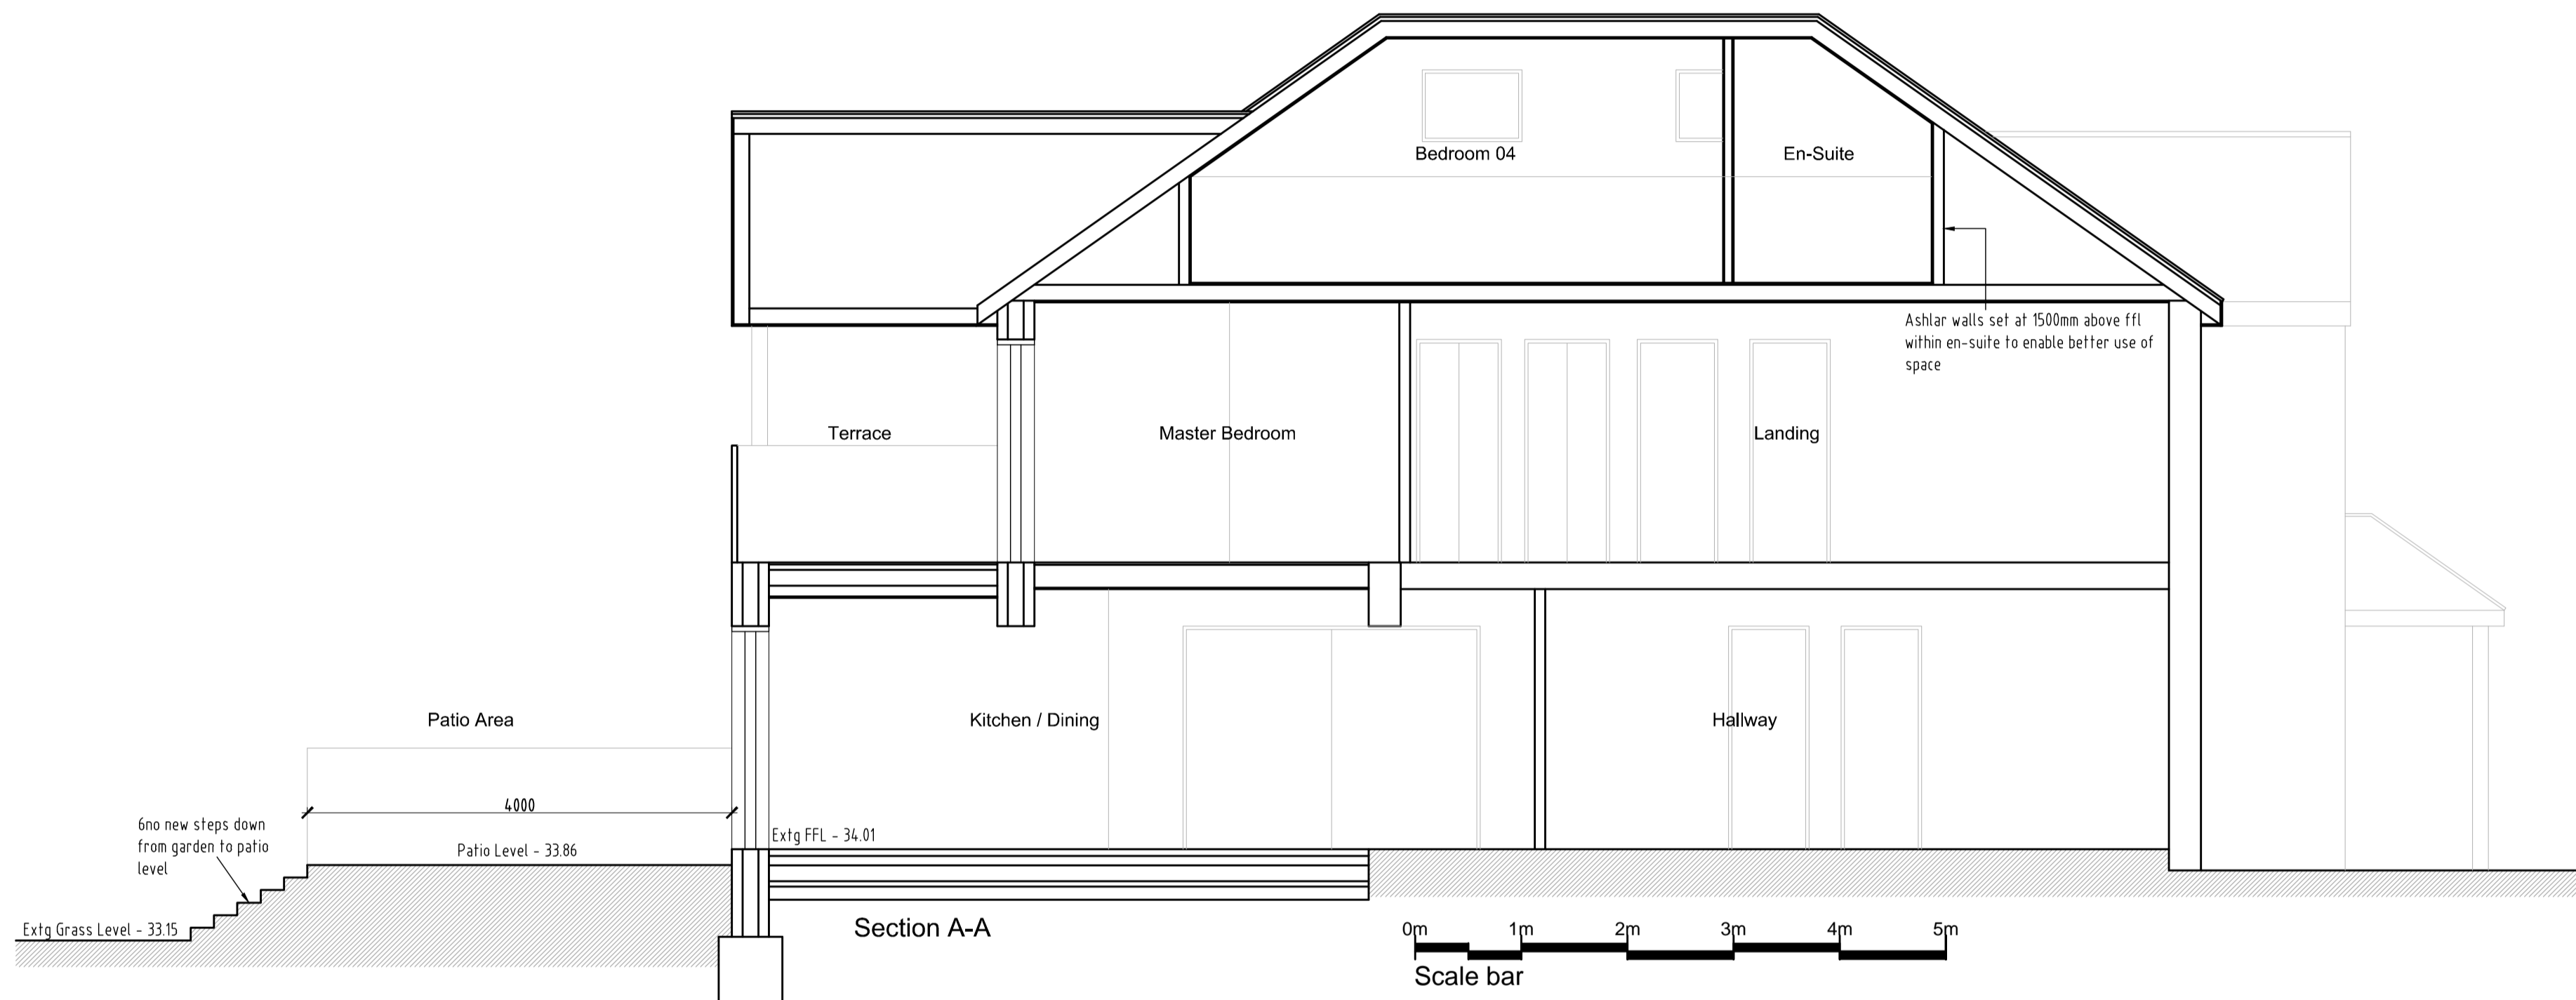 Bedroom 04
En-Suite
Ashlar walls set at 1500mm above ffl
within en-suite to enable better use of
space
Terrace
Master Bedroom
Landing
Patio Area
Kitchen / Dining
Hallway
4000
6no new steps down
from garden to patio
level
Extg FFL - 34.01
Patio Level - 33.86
Extg Grass Level - 33.15
Section A-A
0m 1m 2m 3m 4m 5m
Scale bar